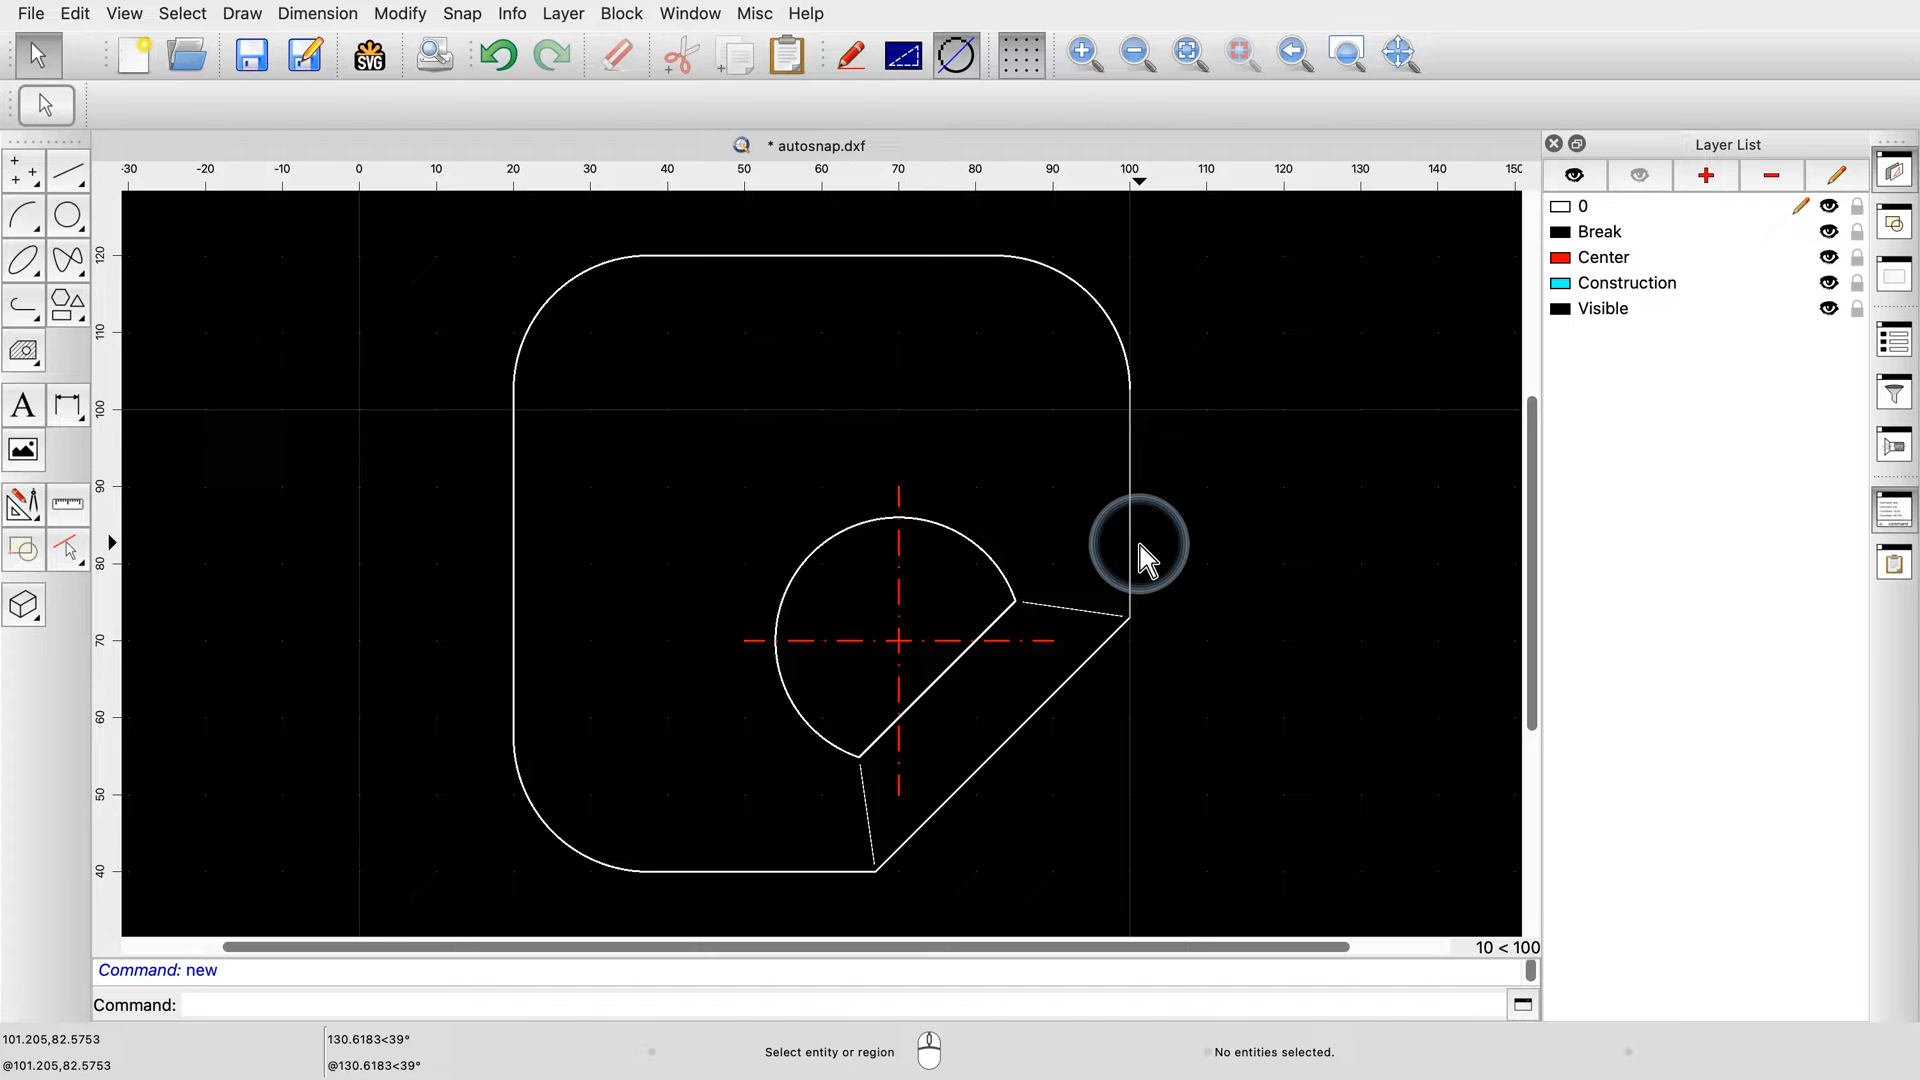 File Edit View Select Draw Dimension Modify Snap Info Layer Block Window Misc Help
SVG
* autosnap.dxf
Layer List
-30 -20 -10 0 10 20 30 40 50 60 70 80 90 100 110 120 130 140 150
0
Break
Center
Construction
Visible
120
110
100
90
80
70
60
50
40
A
10 < 100
Command: new
Command:
101.205,82.5753
@101.205,82.5753
130.6183<39°
@130.6183<39°
Select entity or region
No entities selected.